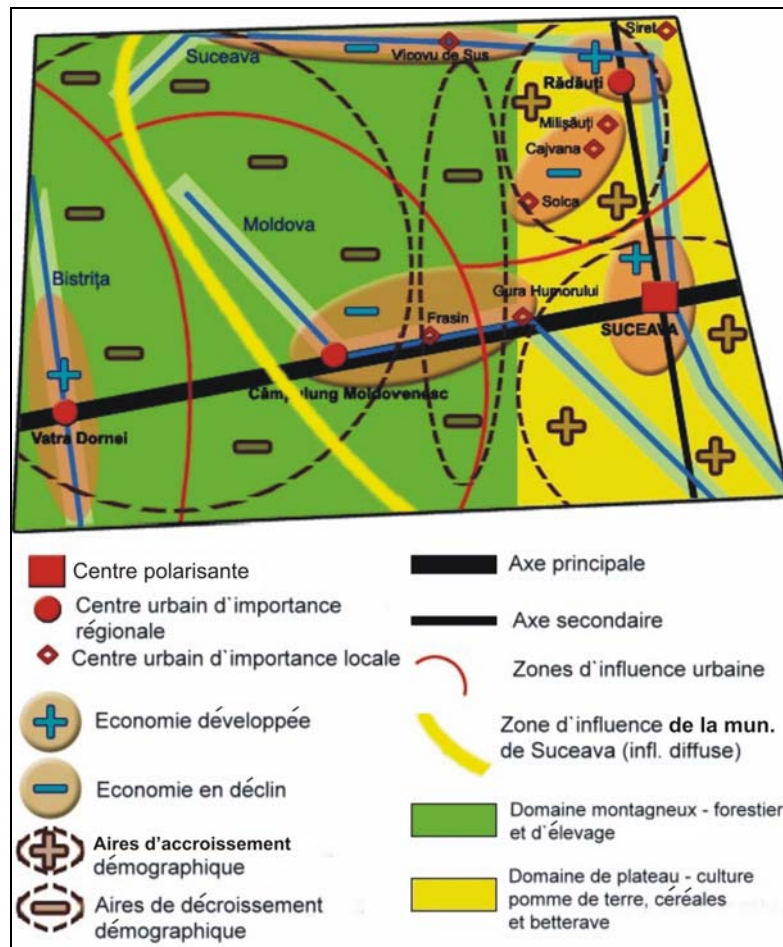 Siret
Suceava
Vicovu de Sus
Rădăuți
Milișăuți
Cajvana
Solca
Moldova
Bistrița
Gura Humorului
Frasin
SUCEAVA
Câmpulung Moldovenesc
Vatra Dornei
Centre polarisante
Centre urbain d`importance
régionale
Centre urbain d`importance locale
Economie développée
Economie en déclin
Aires d'accroissement
démographique
Aires de décroissement
démographique
Axe principale
Axe secondaire
Zones d`influence urbaine
Zone d`influence de la mun.
de Suceava (infl. diffuse)
Domaine montagneux - forestier
et d`élevage
Domaine de plateau - culture
pomme de terre, céréales
et betterave